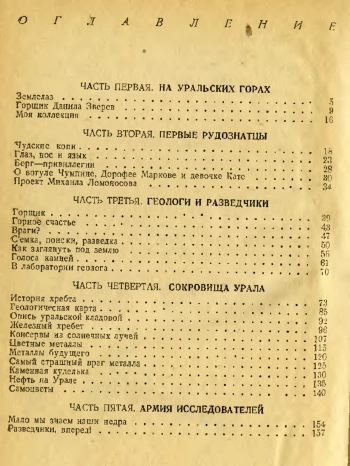 ОГЛАВЛЕНИЕ
ЧАСТЬ ПЕРВАЯ. НА УРАЛЬСКИХ ГОРАХ
Землелаз 3
Горщик Данила Зверев 9
Моя коллекция 16
ЧАСТЬ ВТОРАЯ. ПЕРВЫЕ РУДОЗНАТЦЫ
Чудские копи 18
Глаз, нос и язык 23
Берг—привиллегии 28
О вогуле Чумпине, Дорофее Маркове и девочке Кате 30
Проект Михаила Ломоносова 34
ЧАСТЬ ТРЕТЬЯ. ГЕОЛОГИ И РАЗВЕДЧИКИ
Горщик 39
Горное счастье 43
Враги? 47
Съемка, поиски, разведка 50
Как заглянуть под землю 56
Голоса камней 61
В лаборатории геолога 70
ЧАСТЬ ЧЕТВЕРТАЯ. СОКРОВИЩА УРАЛА
История хребта 73
Геологическая карта 85
Опись уральской кладовой 92
Железный хребет 96
Консервы из солнечных лучей 107
Цветные металлы 115
Металлы будущего 120
Самый страшный враг металла 125
Каменная куделька 130
Нефть на Урале 135
Самоцветы 140
ЧАСТЬ ПЯТАЯ. АРМИЯ ИССЛЕДОВАТЕЛЕЙ
Мало мы знаем наши недра 154
Разведчики, вперед! 157